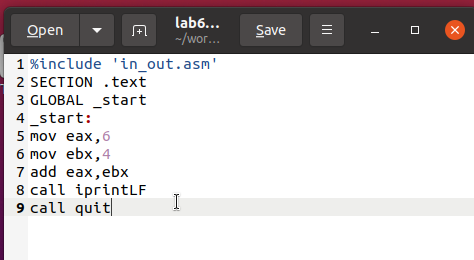 Open
lab6...
~/wor...
Save
1 %include 'in_out.asm'
2 SECTION .text
3 GLOBAL _start
4 _start:
5 mov eax,6
6 mov ebx,4
7 add eax,ebx
8 call iprintLF
9 call quit